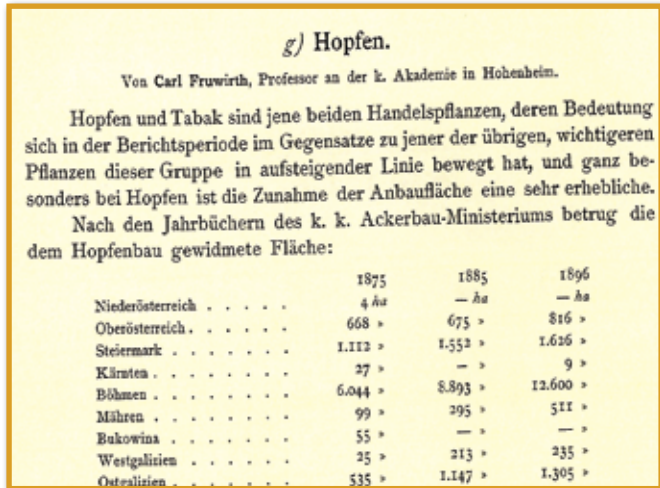 g) Hopfen.
Von Carl Fruwirth, Professor an der k. Akademie in Hohenheim.
Hopfen und Tabak sind jene beiden Handelspflanzen, deren Bedeutung
sich in der Berichtsperiode im Gegensatze zu jener der übrigen, wichtigeren
Pflanzen dieser Gruppe in aufsteigender Linie bewegt hat, und ganz be-
sonders bei Hopfen ist die Zunahme der Anbaufläche eine sehr erhebliche.
Nach den Jahrbüchern des k. k. Ackerbau-Ministeriums betrug die
dem Hopfenbau gewidmete Fläche:
1875 1885 1896
Niederösterreich . . . . . 4 ha — ha — ha
Oberösterreich . . . . . . 668 » 675 » 816 »
Steiermark . . . . . . . 1.112 » 1.552 » 1.626 »
Kärnten . . . . . . . . 27 » — » 9 »
Böhmen . . . . . . . . 6.044 » 8.893 » 12.600 »
Mähren . . . . . . . . 99 » 295 » 511 »
Bukowina . . . . . . . 55 » — » — »
Westgalizien . . . . . . 25 » 213 » 235 »
Ostgalizien . . . . . . . 535 » 1.147 » 1.305 »